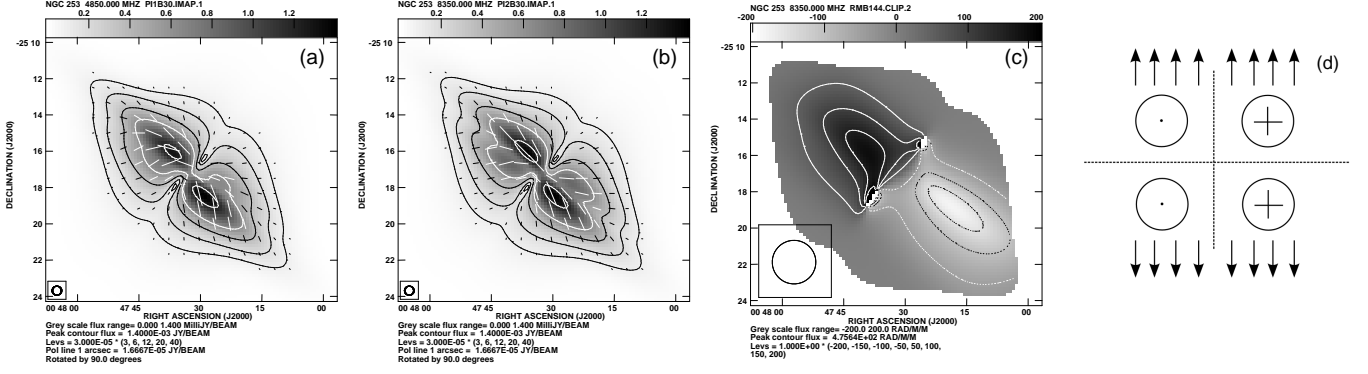 NGC 253 4850.000 MHZ PI1B30.IMAP.1
0.2 0.4 0.6 0.8 1.0 1.2
(a)
-25 10
12
14
16
18
20
22
24
DECLINATION (J2000)
00 48 00 47 45 30 15 00
RIGHT ASCENSION (J2000)
Grey scale flux range= 0.000 1.400 MilliJY/BEAM
Peak contour flux = 1.4000E-03 JY/BEAM
Levs = 3.000E-05 * (3, 6, 12, 20, 40)
Pol line 1 arcsec = 1.6667E-05 JY/BEAM
Rotated by 90.0 degrees
NGC 253 8350.000 MHZ PI2B30.IMAP.1
0.2 0.4 0.6 0.8 1.0 1.2
(b)
-25 10
12
14
16
18
20
22
24
DECLINATION (J2000)
00 48 00 47 45 30 15 00
RIGHT ASCENSION (J2000)
Grey scale flux range= 0.000 1.400 MilliJY/BEAM
Peak contour flux = 1.4000E-03 JY/BEAM
Levs = 3.000E-05 * (3, 6, 12, 20, 40)
Pol line 1 arcsec = 1.6667E-05 JY/BEAM
Rotated by 90.0 degrees
NGC 253 8350.000 MHZ RMB144.CLIP.2
-200 -100 0 100 200
(c)
-25 10
12
14
16
18
20
22
24
DECLINATION (J2000)
00 48 00 47 45 30 15 00
RIGHT ASCENSION (J2000)
Grey scale flux range= -200.0 200.0 RAD/M/M
Peak contour flux = 4.7564E+02 RAD/M/M
Levs = 1.000E+00 * (-200, -150, -100, -50, 50, 100,
150, 200)
(d)